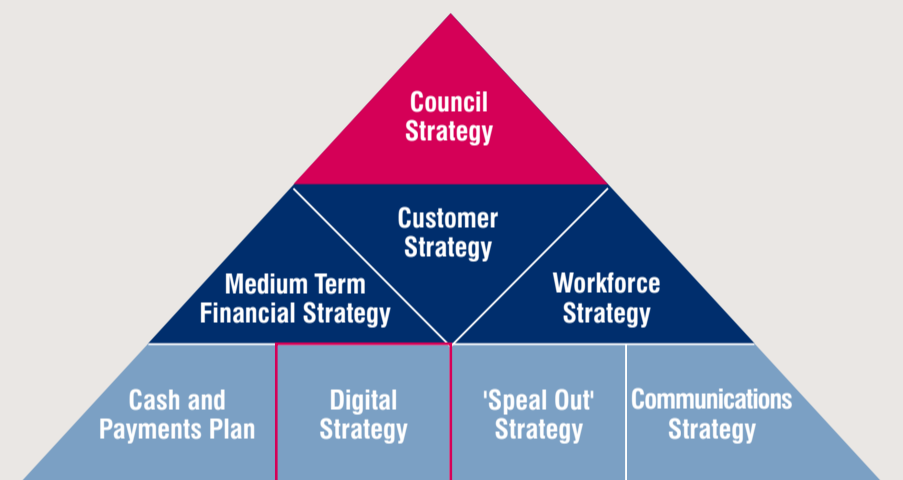 Council
Strategy
Customer
Strategy
Medium Term
Financial Strategy
Workforce
Strategy
Cash and
Payments Plan
Digital
Strategy
'Speal Out'
Strategy
Communications
Strategy